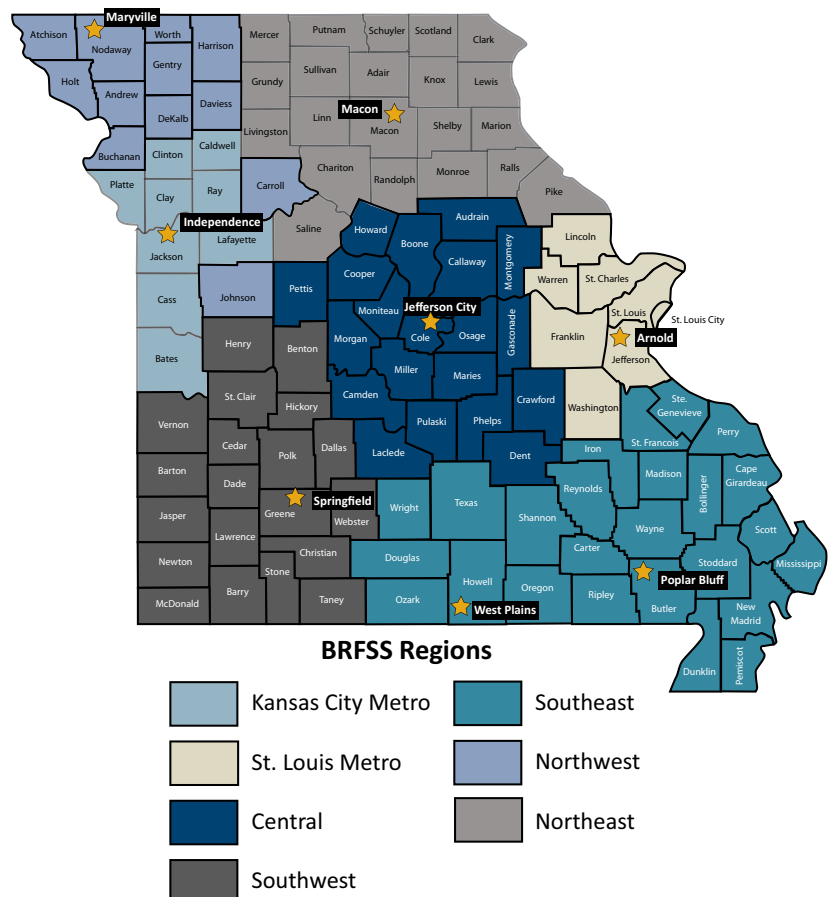 Maryville
Atchison
Nodaway
Worth
Harrison
Mercer
Putnam
Schuyler
Scotland
Clark
Gentry
Sullivan
Adair
Knox
Lewis
Holt
Andrew
Daviess
Grundy
DeKalb
Macon
Macon
Linn
Shelby
Marion
Livingston
Buchanan
Clinton
Caldwell
Chariton
Randolph
Monroe
Ralls
Platte
Clay
Ray
Carroll
Pike
Independence
Saline
Howard
Boone
Audrain
Lincoln
Jackson
Lafayette
Callaway
Montgomery
Cooper
Warren
St. Charles
Cass
Johnson
Pettis
Moniteau
Jefferson City
St. Louis
St. Louis City
Henry
Benton
Morgan
Cole
Osage
Gasconade
Franklin
Arnold
Jefferson
Bates
Miller
Maries
St. Clair
Hickory
Camden
Crawford
Washington
Ste.
Genevieve
Vernon
Pulaski
Phelps
Perry
Cedar
Polk
Dallas
Laclede
Dent
Iron
St. Francois
Barton
Dade
Madison
Cape
Girardeau
Reynolds
Bollinger
Springfield
Greene
Webster
Wright
Texas
Shannon
Jasper
Wayne
Scott
Lawrence
Christian
Carter
Newton
Douglas
Stoddard
Mississippi
Stone
Howell
Poplar Bluff
McDonald
Barry
Taney
Ozark
West Plains
Oregon
Ripley
Butler
New
Madrid
Dunklin
Pemiscot
BRFSS Regions
Kansas City Metro
Southeast
St. Louis Metro
Northwest
Central
Northeast
Southwest